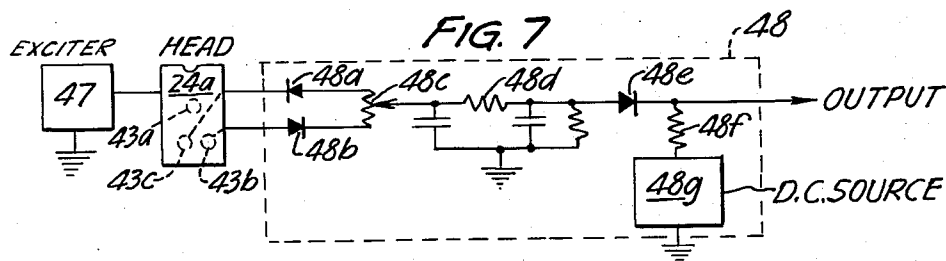 FIG. 7
48
EXCITER
HEAD
47
24a
43a
43c
43b
48a
48b
48c
48d
48e
48f
48g
OUTPUT
D.C. SOURCE